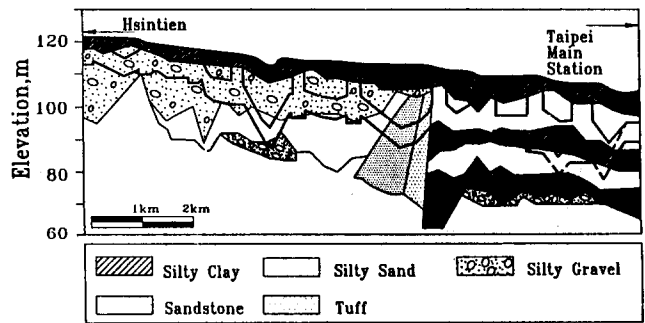 Hsintien
Taipei
Main
Station
Elevation,m
120
100
80
60
1km 2km
Silty Clay Silty Sand Silty Gravel
Sandstone Tuff